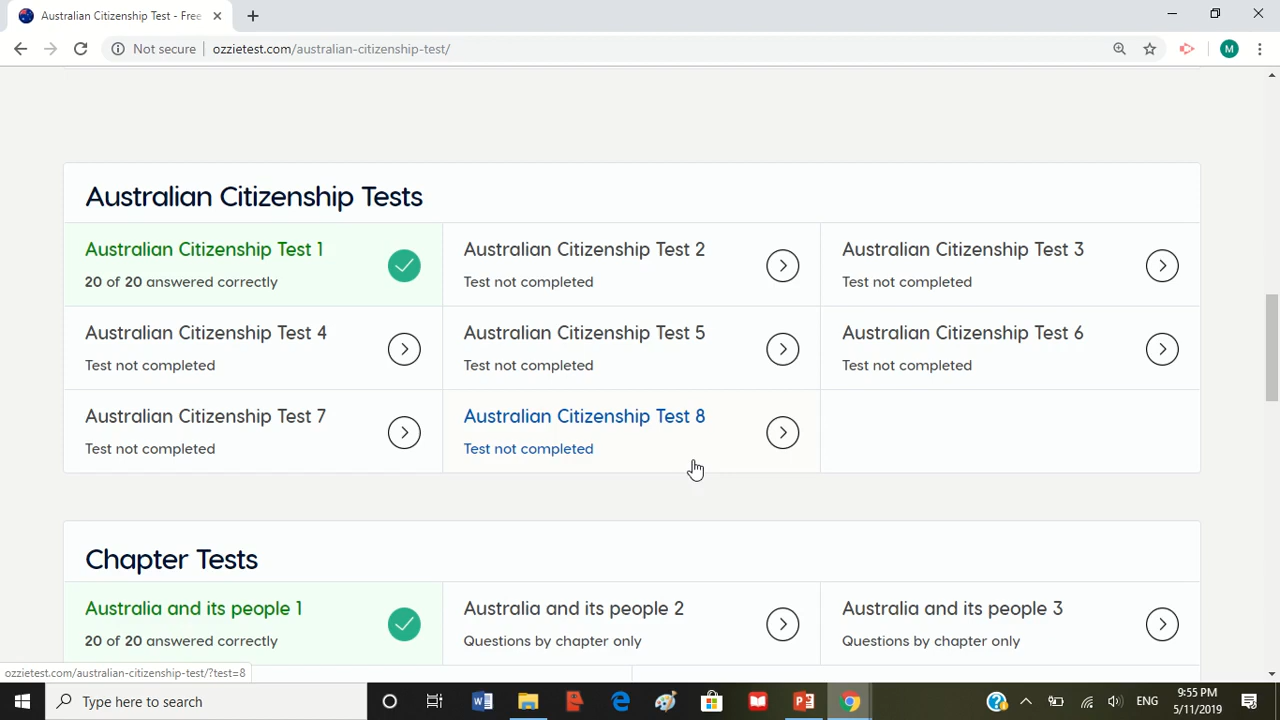 Australian Citizenship Test - Free
Not secure
ozzietest.com/australian-citizenship-test/
M
Australian Citizenship Tests
Australian Citizenship Test 1
20 of 20 answered correctly
Australian Citizenship Test 2
Test not completed
Australian Citizenship Test 3
Test not completed
Australian Citizenship Test 4
Test not completed
Australian Citizenship Test 5
Test not completed
Australian Citizenship Test 6
Test not completed
Australian Citizenship Test 7
Test not completed
Australian Citizenship Test 8
Test not completed
Chapter Tests
Australia and its people 1
20 of 20 answered correctly
Australia and its people 2
Questions by chapter only
Australia and its people 3
Questions by chapter only
ozzietest.com/australian-citizenship-test/?test=8
Type here to search
ENG
9:55 PM
5/11/2019